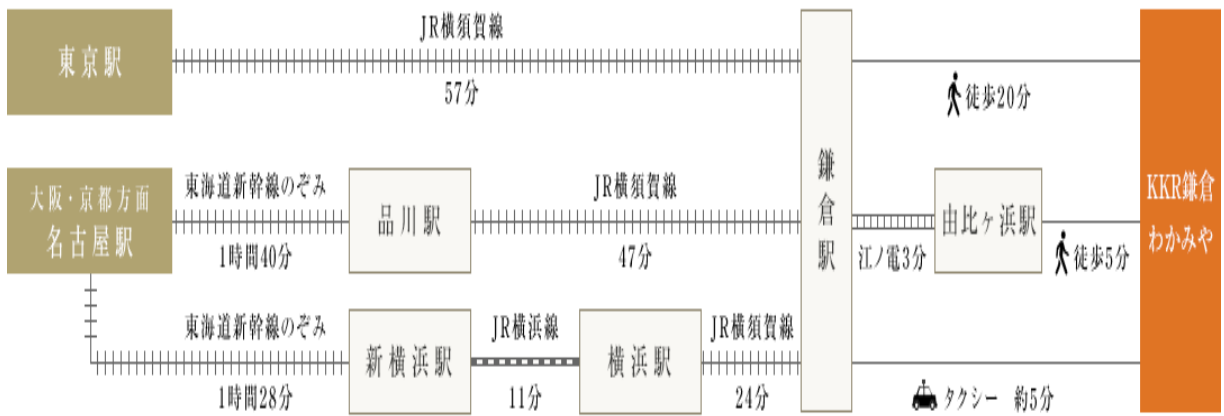 東京駅
JR横須賀線
57分
徒歩20分
大阪・京都方面
名古屋駅
東海道新幹線のぞみ
1時間40分
品川駅
JR横須賀線
47分
鎌倉駅
江ノ電3分
由比ヶ浜駅
徒歩5分
KKR鎌倉
わかみや
東海道新幹線のぞみ
1時間28分
新横浜駅
JR横浜線
11分
横浜駅
JR横須賀線
24分
タクシー 約5分